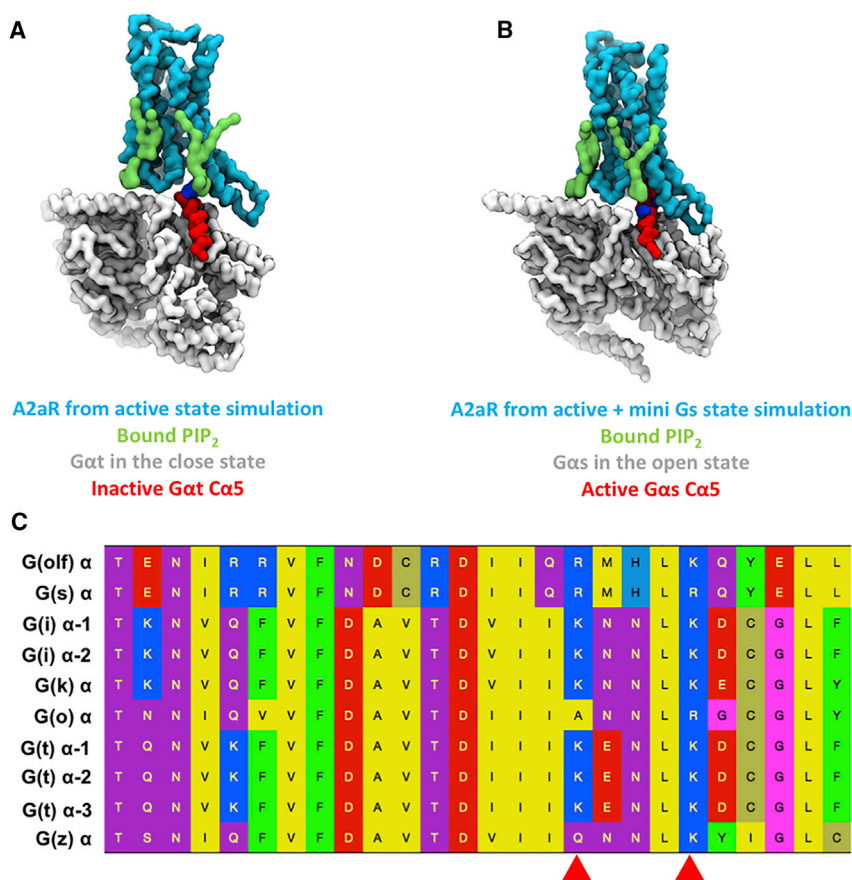 A
B
A2aR from active state simulation
Bound PIP2
Gαt in the close state
Inactive Gαt Cα5
A2aR from active + mini Gs state simulation
Bound PIP2
Gαs in the open state
Active Gαs Cα5
C
G(olf) α T E N I R R V F N D C R D I I Q R M H L K Q Y E L L
G(s) α T E N I R R V F N D C R D I I Q R M H L R Q Y E L L
G(i) α-1 T K N V Q F V F D A V T D V I I K N N L K D C G L F
G(i) α-2 T K N V Q F V F D A V T D V I I K N N L K D C G L F
G(k) α T K N V Q F V F D A V T D V I I K N N L K E C G L Y
G(o) α T N N I Q V V F D A V T D I I I A N N L R G C G L Y
G(t) α-1 T Q N V K F V F D A V T D I I I K E N L K D C G L F
G(t) α-2 T Q N V K F V F D A V T D I I I K E N L K D C G L F
G(t) α-3 T Q N V K F V F D A V T D I I I K E N L K D C G L F
G(z) α T S N I Q F V F D A V T D V I I Q N N L K Y I G L C